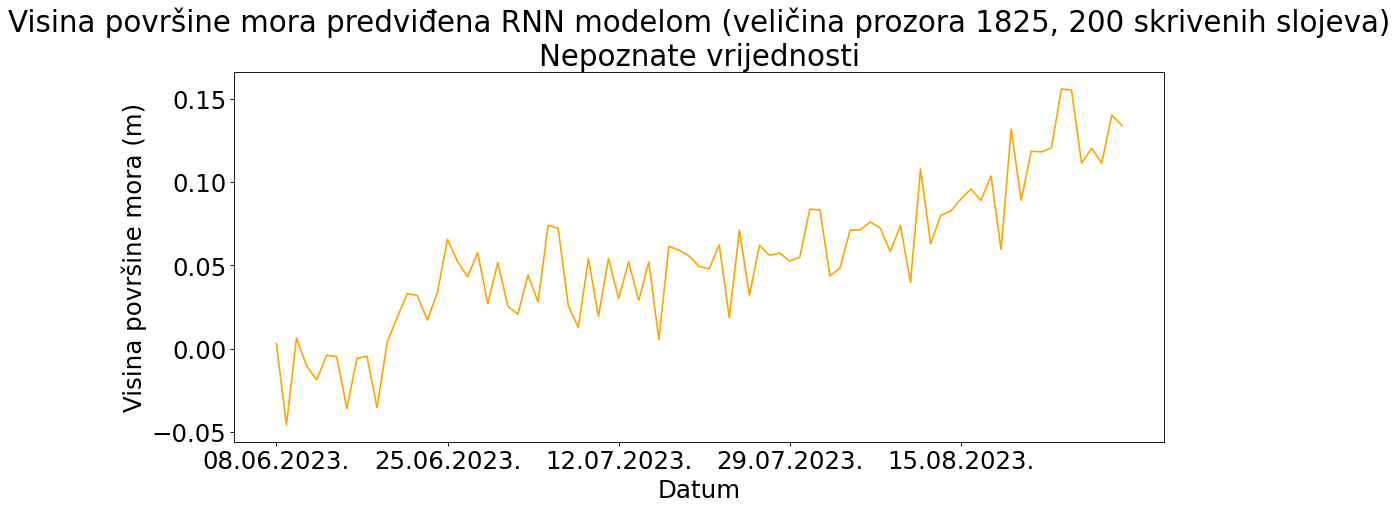 Visina površine mora predviđena RNN modelom (veličina prozora 1825, 200 skrivenih slojeva)
Nepoznate vrijednosti
Visina površine mora (m)
0.15
0.10
0.05
0.00
−0.05
08.06.2023. 25.06.2023. 12.07.2023. 29.07.2023. 15.08.2023.
Datum